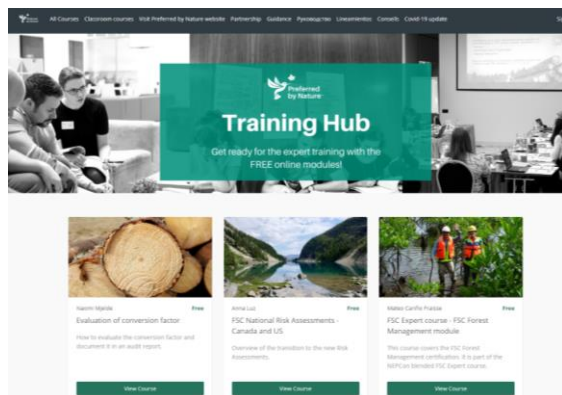 All Courses Classroom courses Visit Preferred by Nature website Partnership Guidance Руководство Lineamientos Conseils Covid-19 update
Preferred
by Nature
Training Hub
Get ready for the expert training with the
FREE online modules!
Free
Evaluation of conversion factor
How to evaluate the conversion factor and
document it in an audit report.
View Course
Anna Luz
Free
FSC National Risk Assessments -
Canada and US
Overview of the transition to the new Risk
Assessments.
View Course
Mateo Cariño Fraisse
Free
FSC Expert course - FSC Forest
Management module
This course covers the FSC Forest
Management certification. It is part of the
NEPCon blended FSC Expert course.
View Course